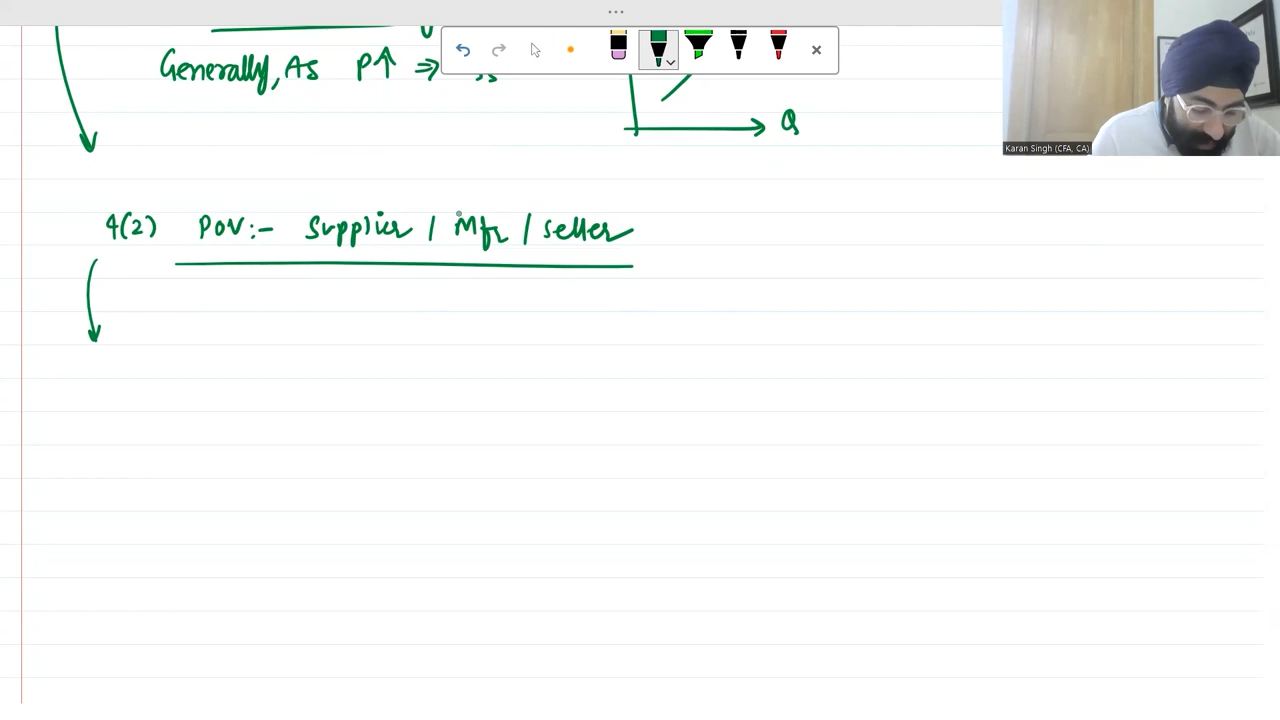 Generally, As P↑ ⇒
Q
Karan Singh (CFA, CA)
4(2) POV:- Supplier / Mfr / Seller